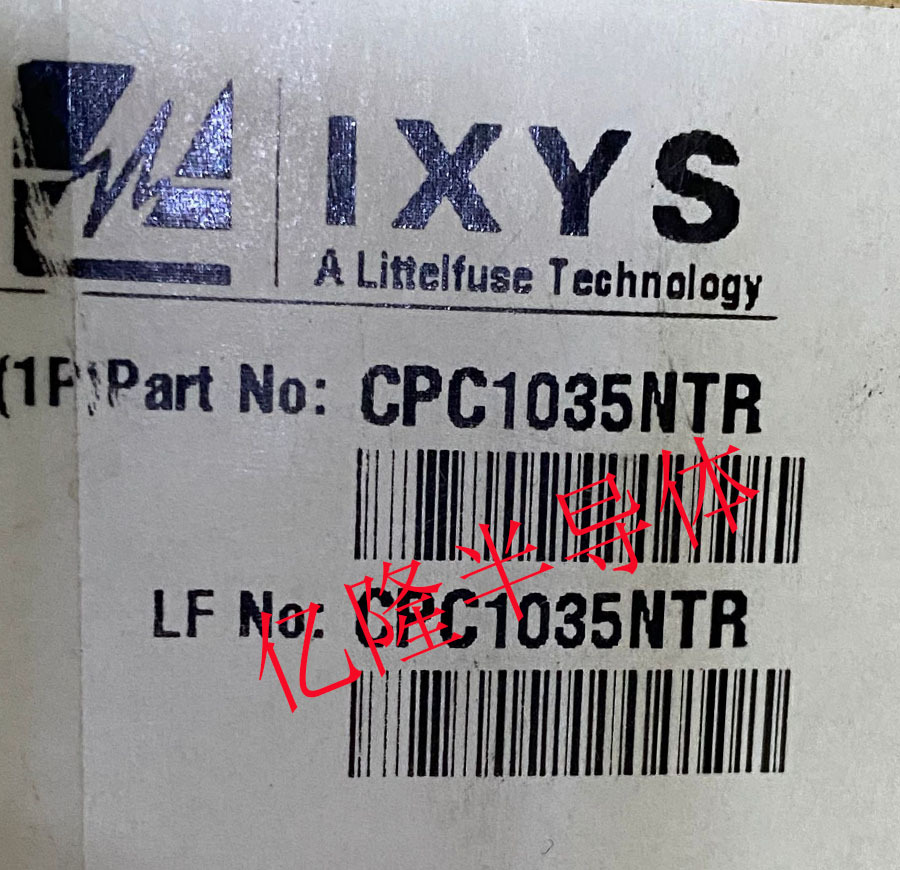 IXYS
A Littelfuse Technology
(1P)Part No: CPC1035NTR
LF No: CPC1035NTR
亿隆半导体